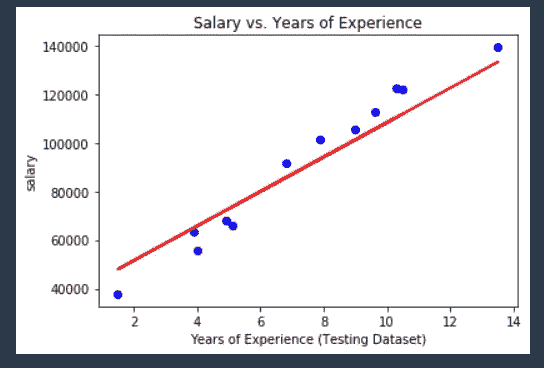 Salary vs. Years of Experience
140000
120000
100000
80000
60000
40000
salary
2 4 6 8 10 12 14
Years of Experience (Testing Dataset)